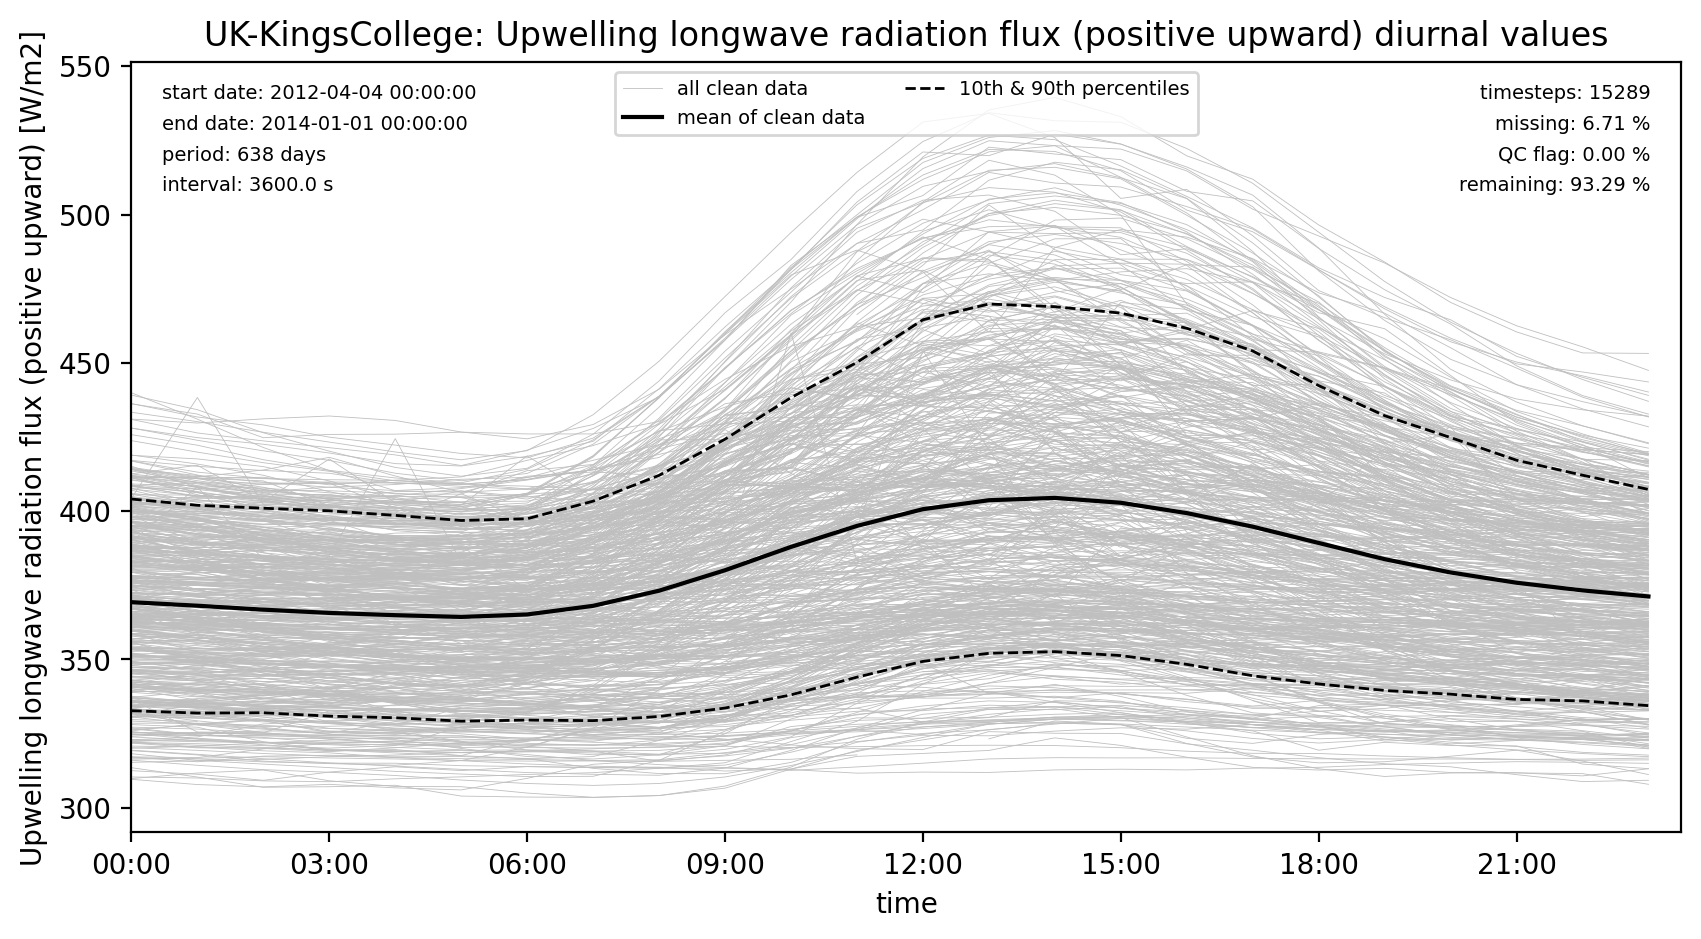 UK-KingsCollege: Upwelling longwave radiation flux (positive upward) diurnal values
Upwelling longwave radiation flux (positive upward) [W/m2]
550
500
450
400
350
300
start date: 2012-04-04 00:00:00
end date: 2014-01-01 00:00:00
period: 638 days
interval: 3600.0 s
all clean data
mean of clean data
10th & 90th percentiles
timesteps: 15289
missing: 6.71 %
QC flag: 0.00 %
remaining: 93.29 %
00:00 03:00 06:00 09:00 12:00 15:00 18:00 21:00
time